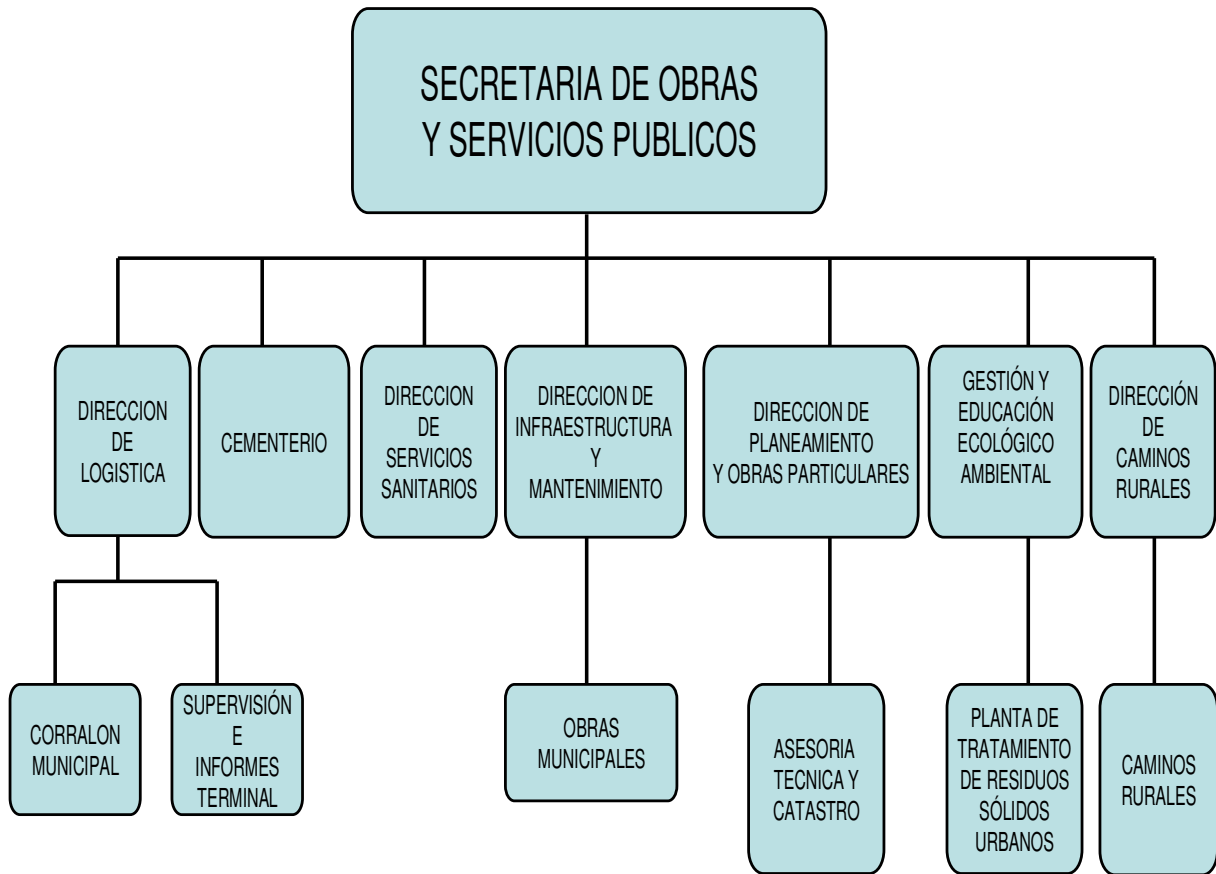 SECRETARIA DE OBRAS
Y SERVICIOS PUBLICOS
DIRECCION
DE
LOGISTICA
CEMENTERIO
DIRECCION
DE
SERVICIOS
SANITARIOS
DIRECCION DE
INFRAESTRUCTURA
Y
MANTENIMIENTO
DIRECCION DE
PLANEAMIENTO
Y OBRAS PARTICULARES
GESTIÓN Y
EDUCACIÓN
ECOLÓGICO
AMBIENTAL
DIRECCIÓN
DE
CAMINOS
RURALES
CORRALON
MUNICIPAL
SUPERVISIÓN
E
INFORMES
TERMINAL
OBRAS
MUNICIPALES
ASESORIA
TECNICA Y
CATASTRO
PLANTA DE
TRATAMIENTO
DE RESIDUOS
SÓLIDOS
URBANOS
CAMINOS
RURALES